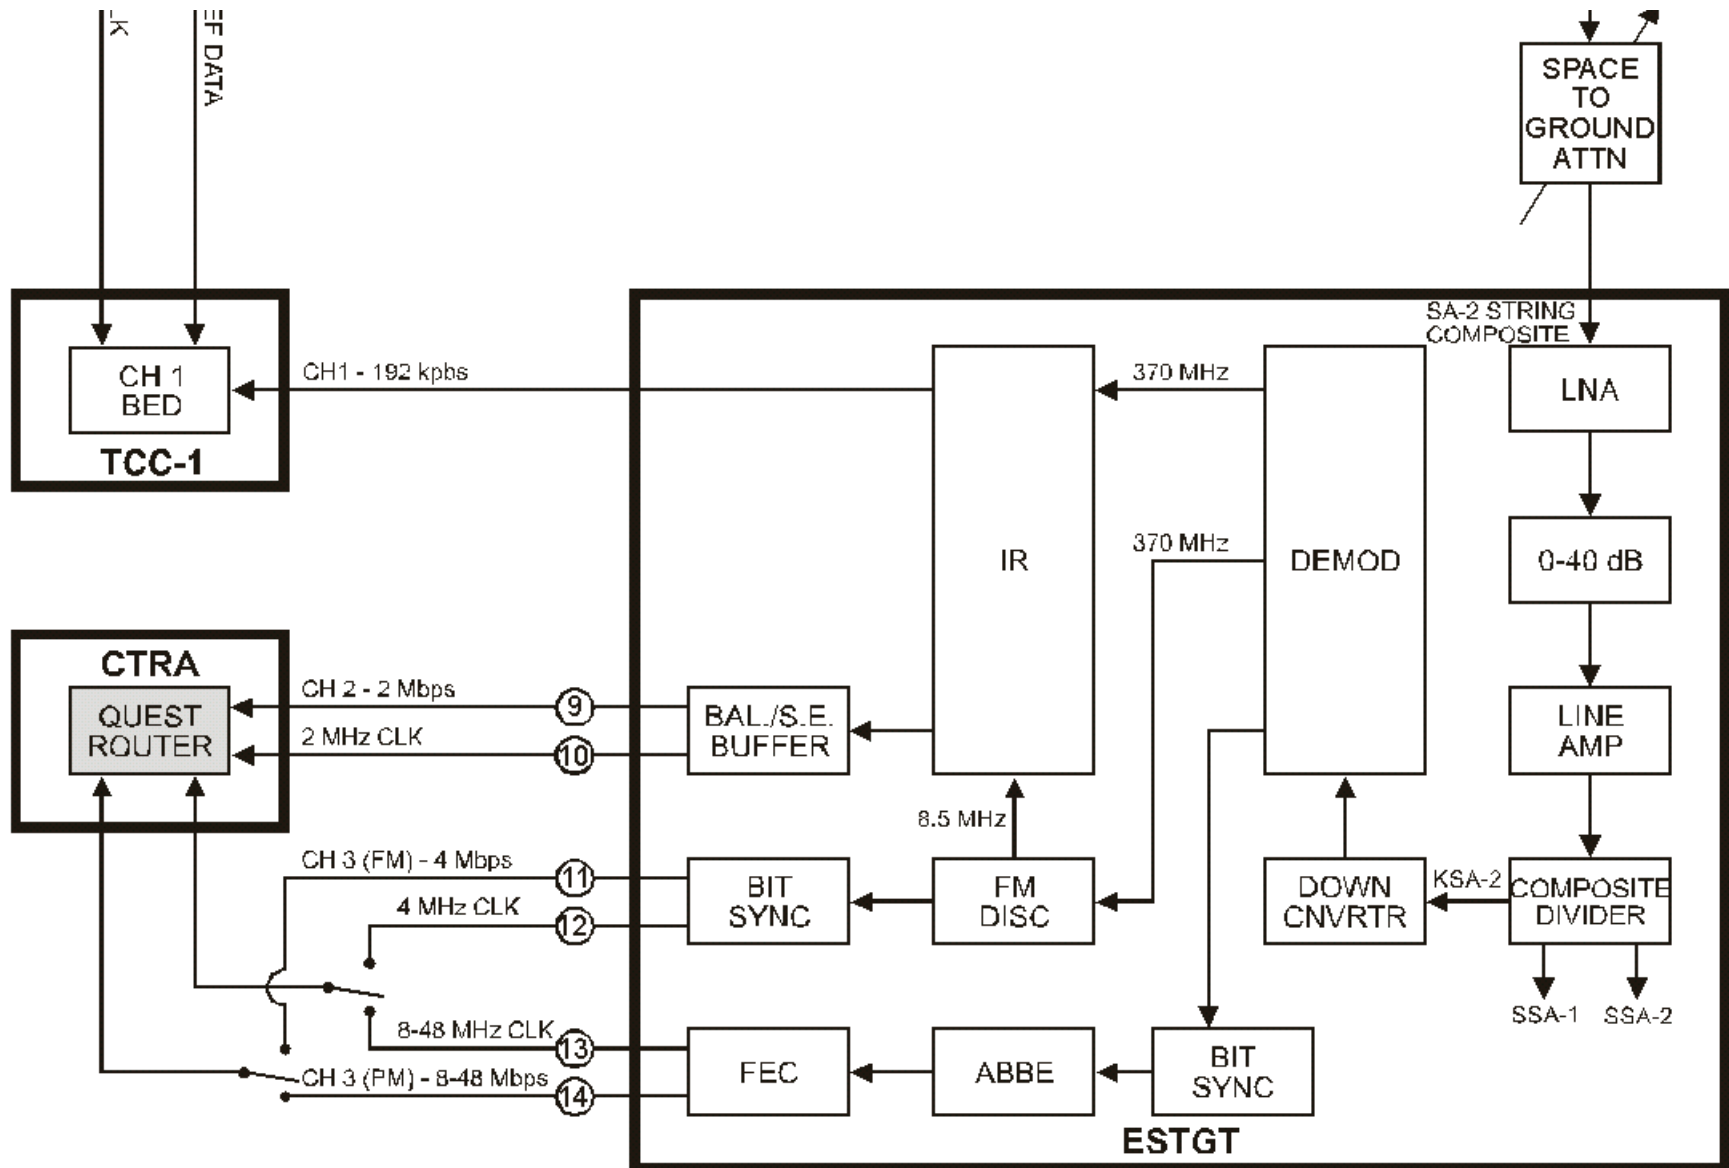 EF DATA
SPACE
TO
GROUND
ATTN
SA-2 STRING
COMPOSITE
CH 1
BED
TCC-1
CH1 - 192 kpbs
370 MHz
LNA
IR
370 MHz
DEMOD
0-40 dB
CTRA
QUEST
ROUTER
CH 2 - 2 Mbps
9
2 MHz CLK
10
BAL./S.E.
BUFFER
LINE
AMP
8.5 MHz
CH 3 (FM) - 4 Mbps
11
4 MHz CLK
12
BIT
SYNC
FM
DISC
DOWN
CNVRTR
KSA-2
COMPOSITE
DIVIDER
SSA-1
SSA-2
8-48 MHz CLK
13
CH 3 (PM) - 8-48 Mbps
14
FEC
ABBE
BIT
SYNC
ESTGT